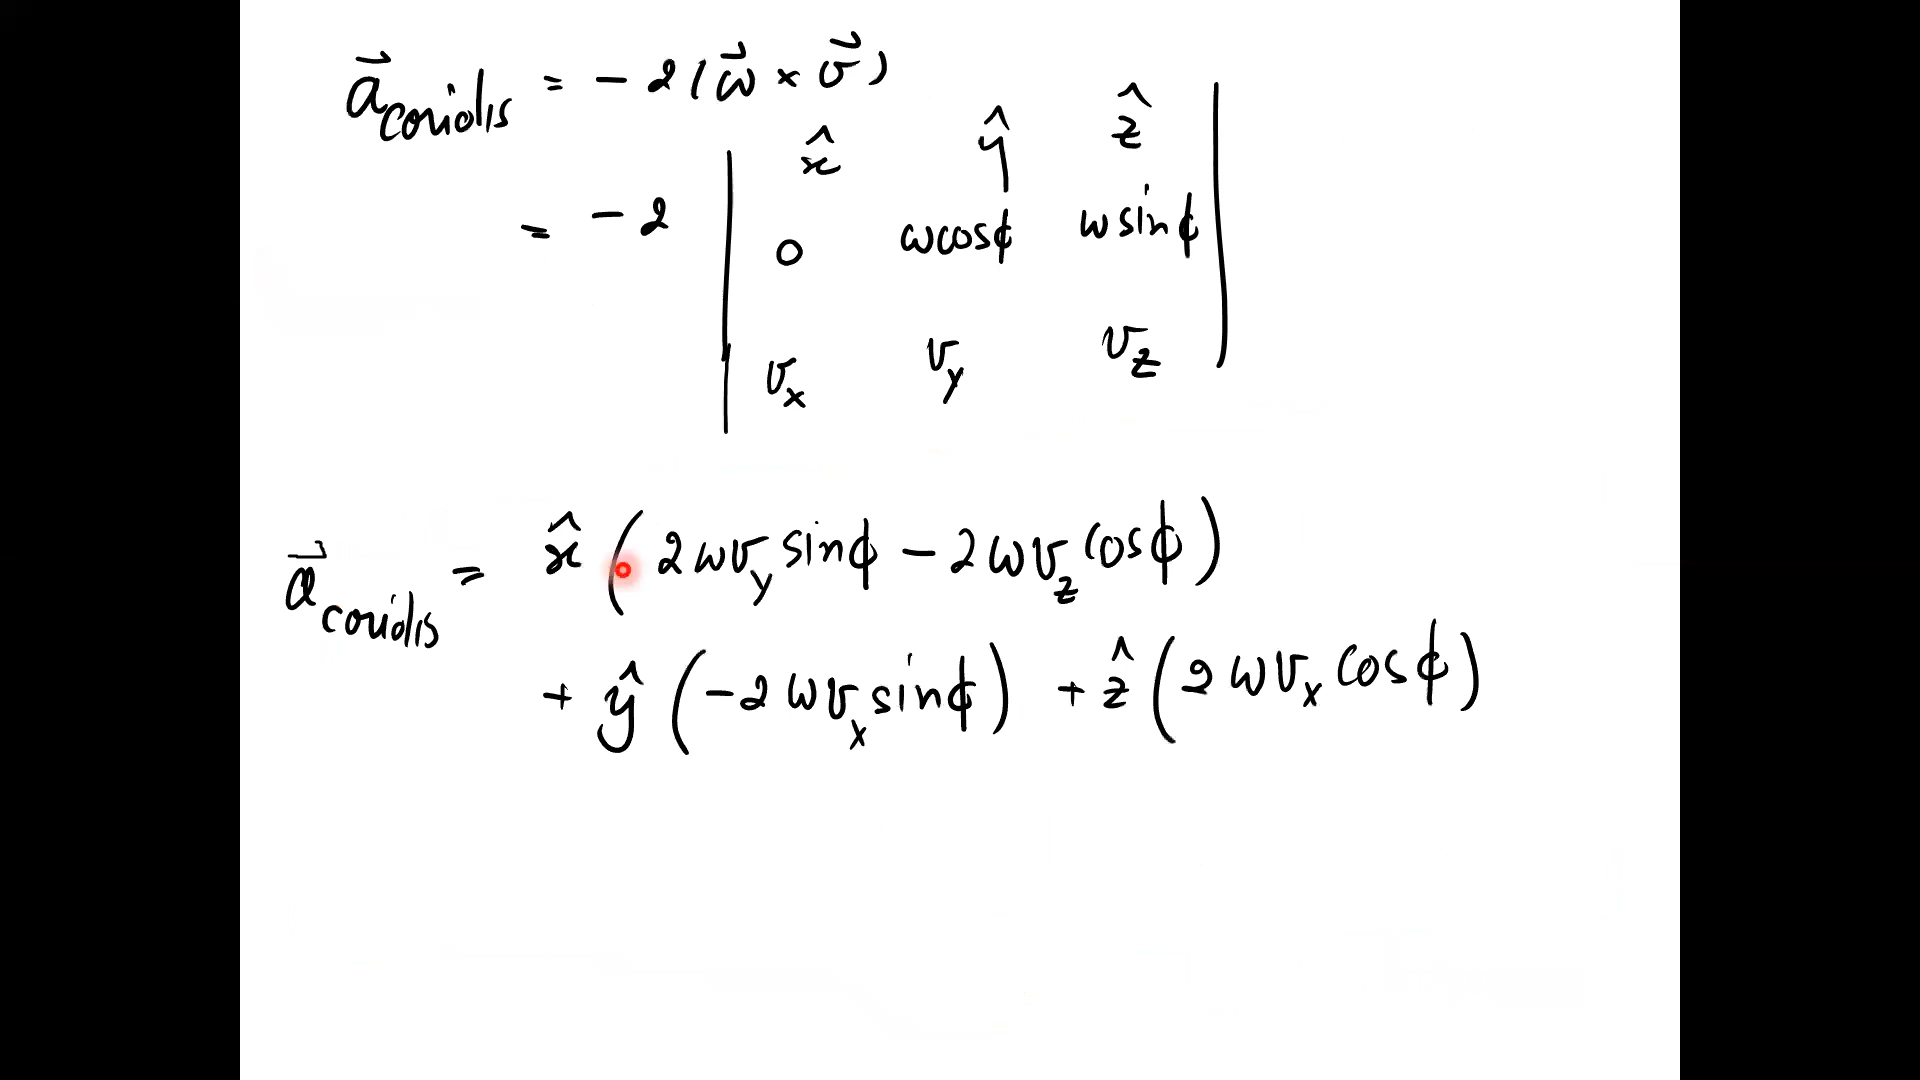 a⃗coriolis = - 2 (ω⃗ × v⃗)
= - 2 | x̂ ŷ ẑ |
| 0 ωcosϕ ωsinϕ |
| vx vy vz |
a⃗coriolis = x̂ ( 2ωvy sinϕ - 2ωvz cosϕ )
+ ŷ ( -2ωvx sinϕ ) + ẑ ( 2ωvx cosϕ )